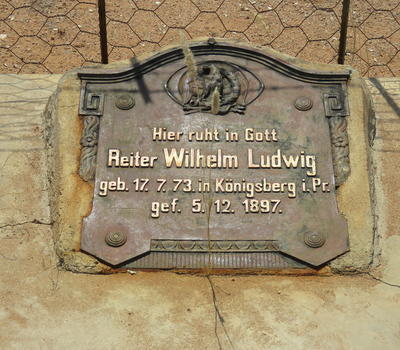 Hier ruht in Gott
Reiter Wilhelm Ludwig
geb. 17. 7. 73. in Königsberg i. Pr.
gef. 5. 12. 1897.